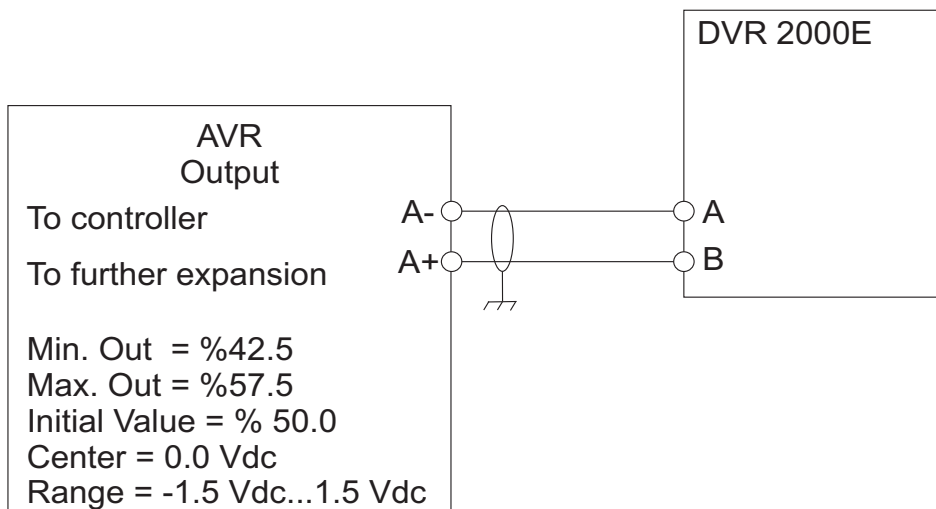 DVR 2000E
AVR
Output
To controller
A-
A
To further expansion
A+
B
Min. Out = %42.5
Max. Out = %57.5
Initial Value = % 50.0
Center = 0.0 Vdc
Range = -1.5 Vdc...1.5 Vdc